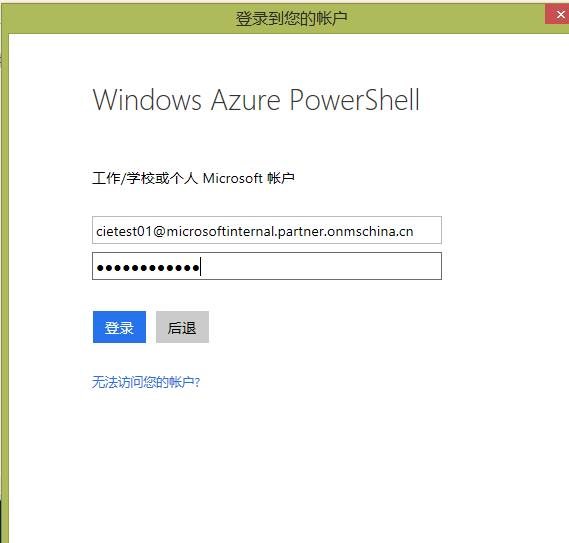 登录到您的帐户
Windows Azure PowerShell
工作/学校或个人 Microsoft 帐户
cietest01@microsoftinternal.partner.onmschina.cn
●●●●●●●●●●●●
登录 后退
无法访问您的帐户?